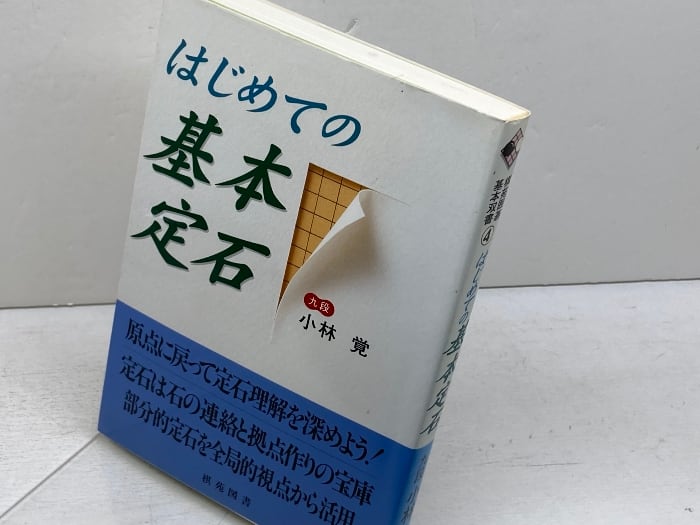 はじめての
基本
定石
九段
小林 覚
原点に戻って定石理解を深めよう!
定石は石の連絡と拠点作りの宝庫
部分的定石を全局的視点から活用
棋苑図書
棋苑図書
基本双書④
はじめての基本定石